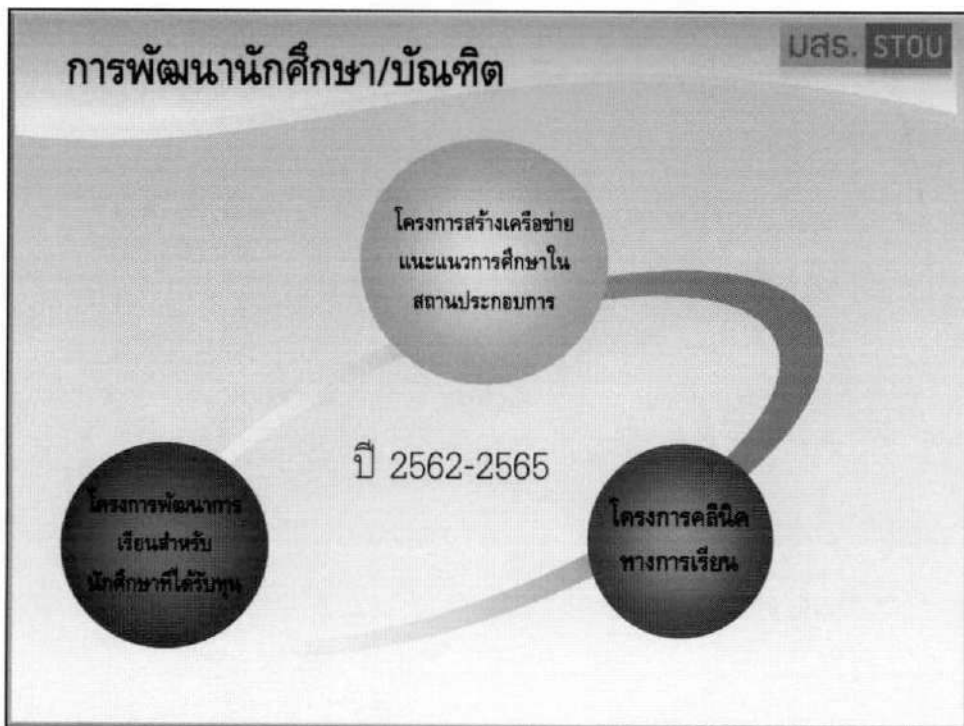 การพัฒนานักศึกษา/บัณฑิต
มสธ. STOU
โครงการสร้างเครือข่าย
แนะแนวการศึกษาใน
สถานประกอบการ
ปี 2562-2565
โครงการพัฒนาการ
เรียนสำหรับ
นักศึกษาที่ได้รับทุน
โครงการคลินิค
ทางการเรียน